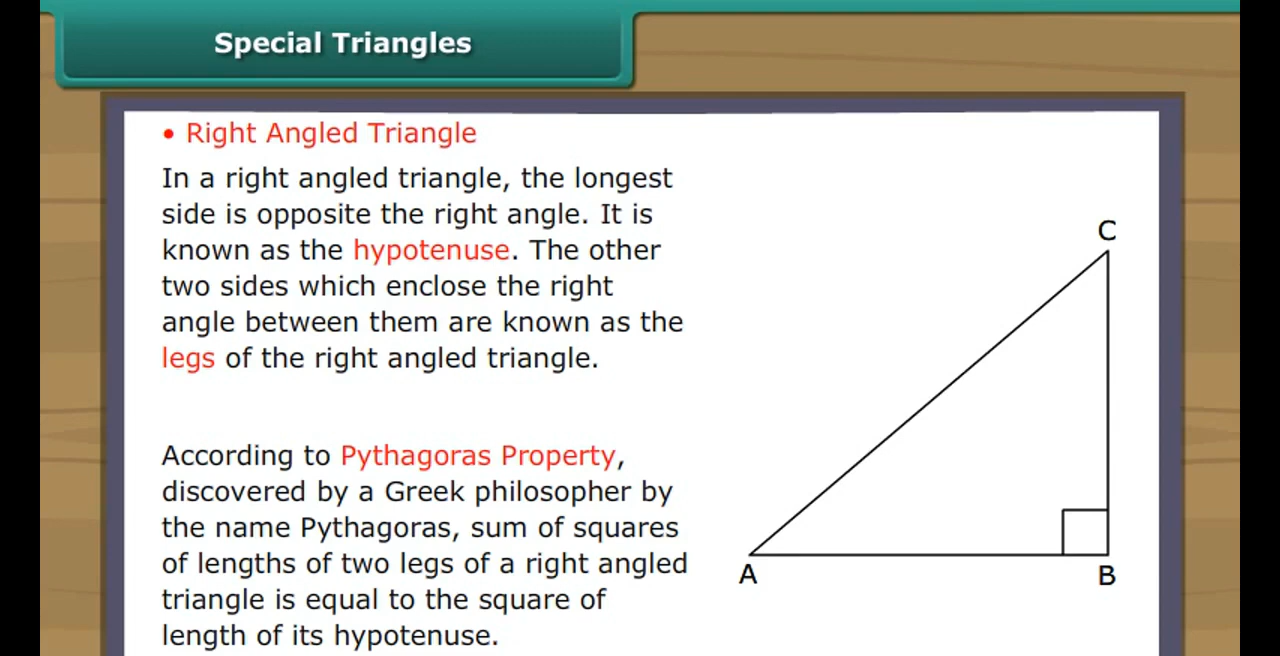 Special Triangles
• Right Angled Triangle
In a right angled triangle, the longest
side is opposite the right angle. It is
known as the hypotenuse. The other
two sides which enclose the right
angle between them are known as the
legs of the right angled triangle.
According to Pythagoras Property,
discovered by a Greek philosopher by
the name Pythagoras, sum of squares
of lengths of two legs of a right angled
triangle is equal to the square of
length of its hypotenuse.
C
A
B